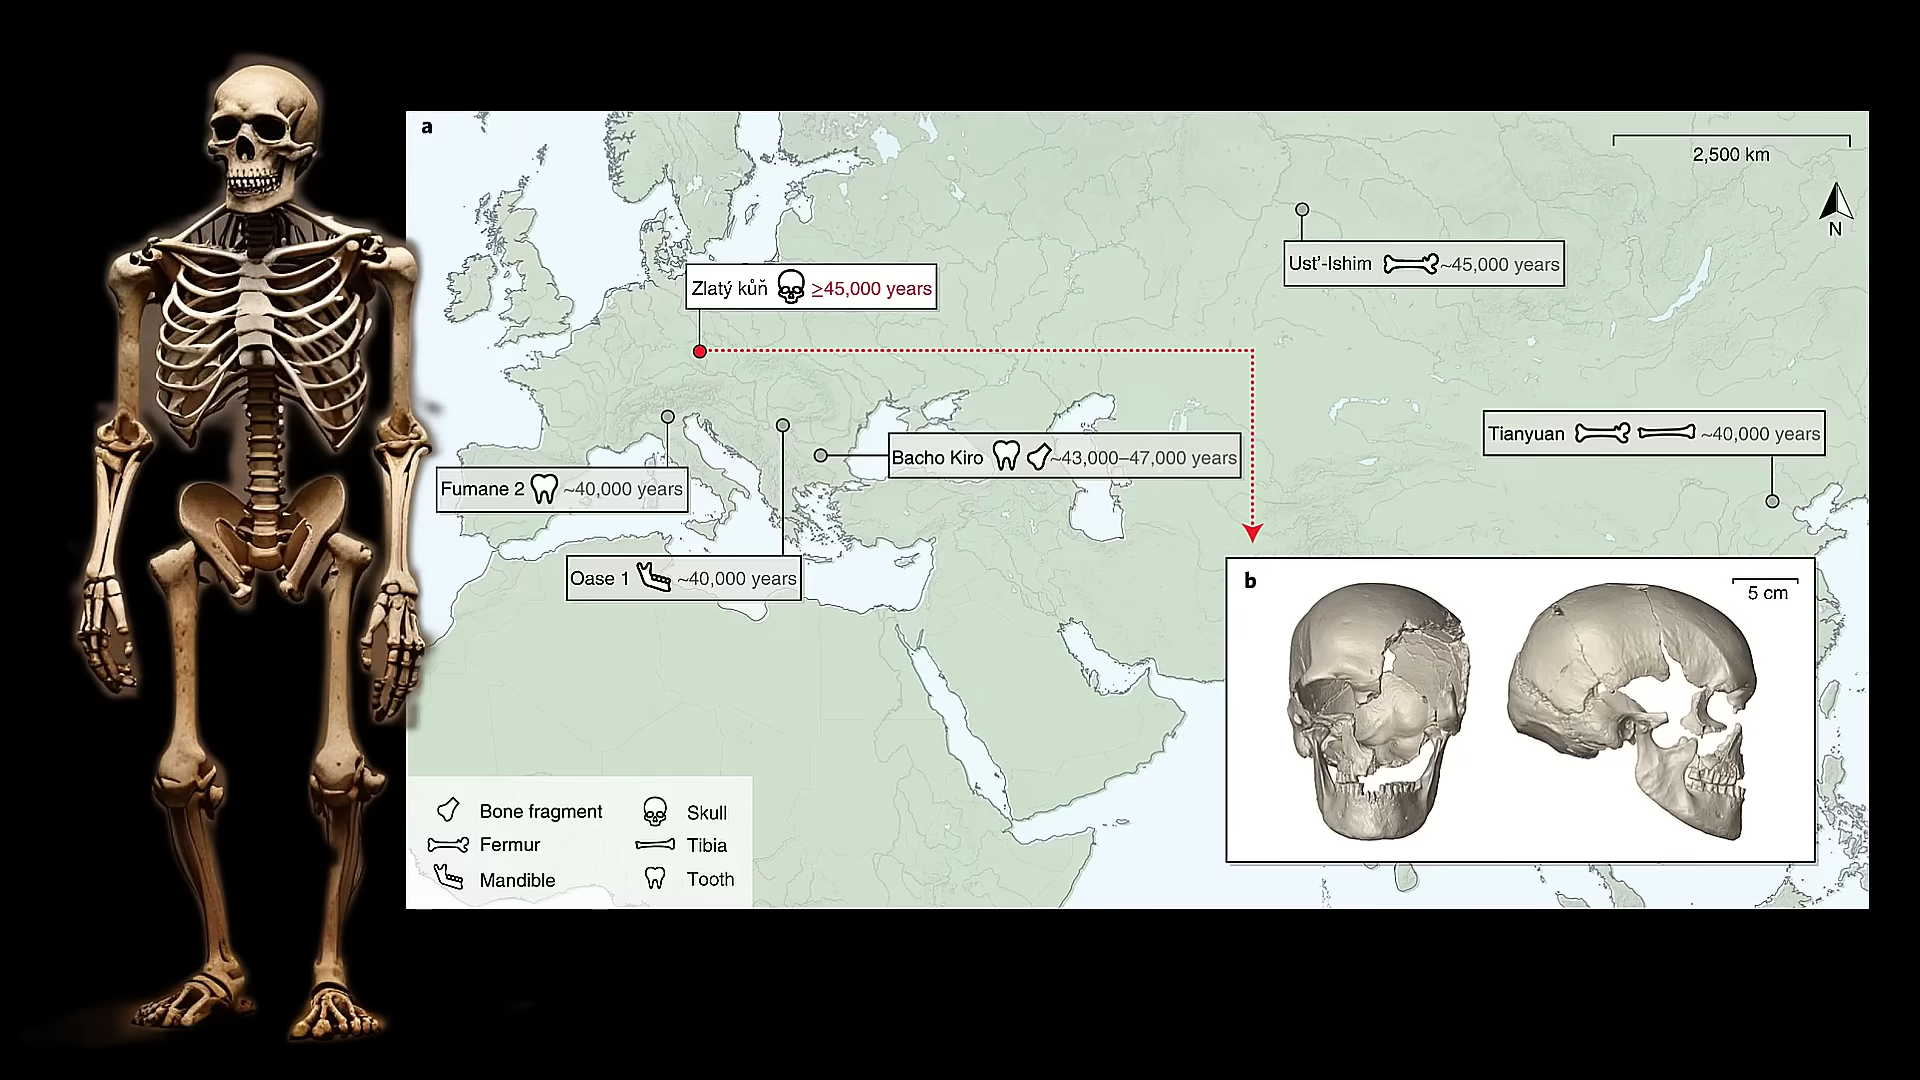 a
2,500 km
N
Ust'-Ishim ~45,000 years
Zlatý kůň ≥45,000 years
Tianyuan ~40,000 years
Bacho Kiro ~43,000–47,000 years
Fumane 2 ~40,000 years
Oase 1 ~40,000 years
b
5 cm
Bone fragment
Skull
Fermur
Tibia
Mandible
Tooth